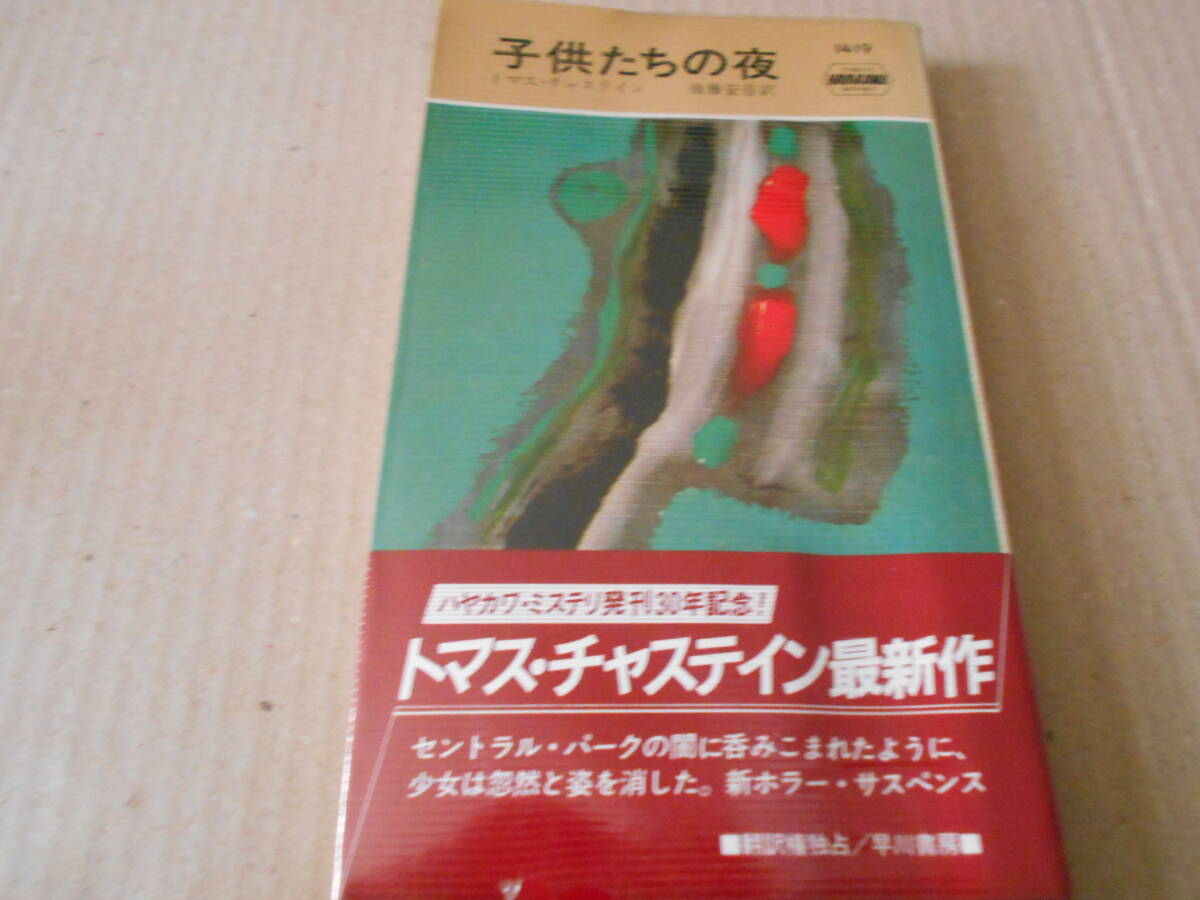 子供たちの夜
1419
トマス・チャステイン 後藤安彦訳
ハヤカワ・ミステリ発刊30年記念!
トマス・チャステイン最新作
セントラル・パークの闇に呑みこまれたように、
少女は忽然と姿を消した。新ホラー・サスペンス
■翻訳権独占/早川書房■